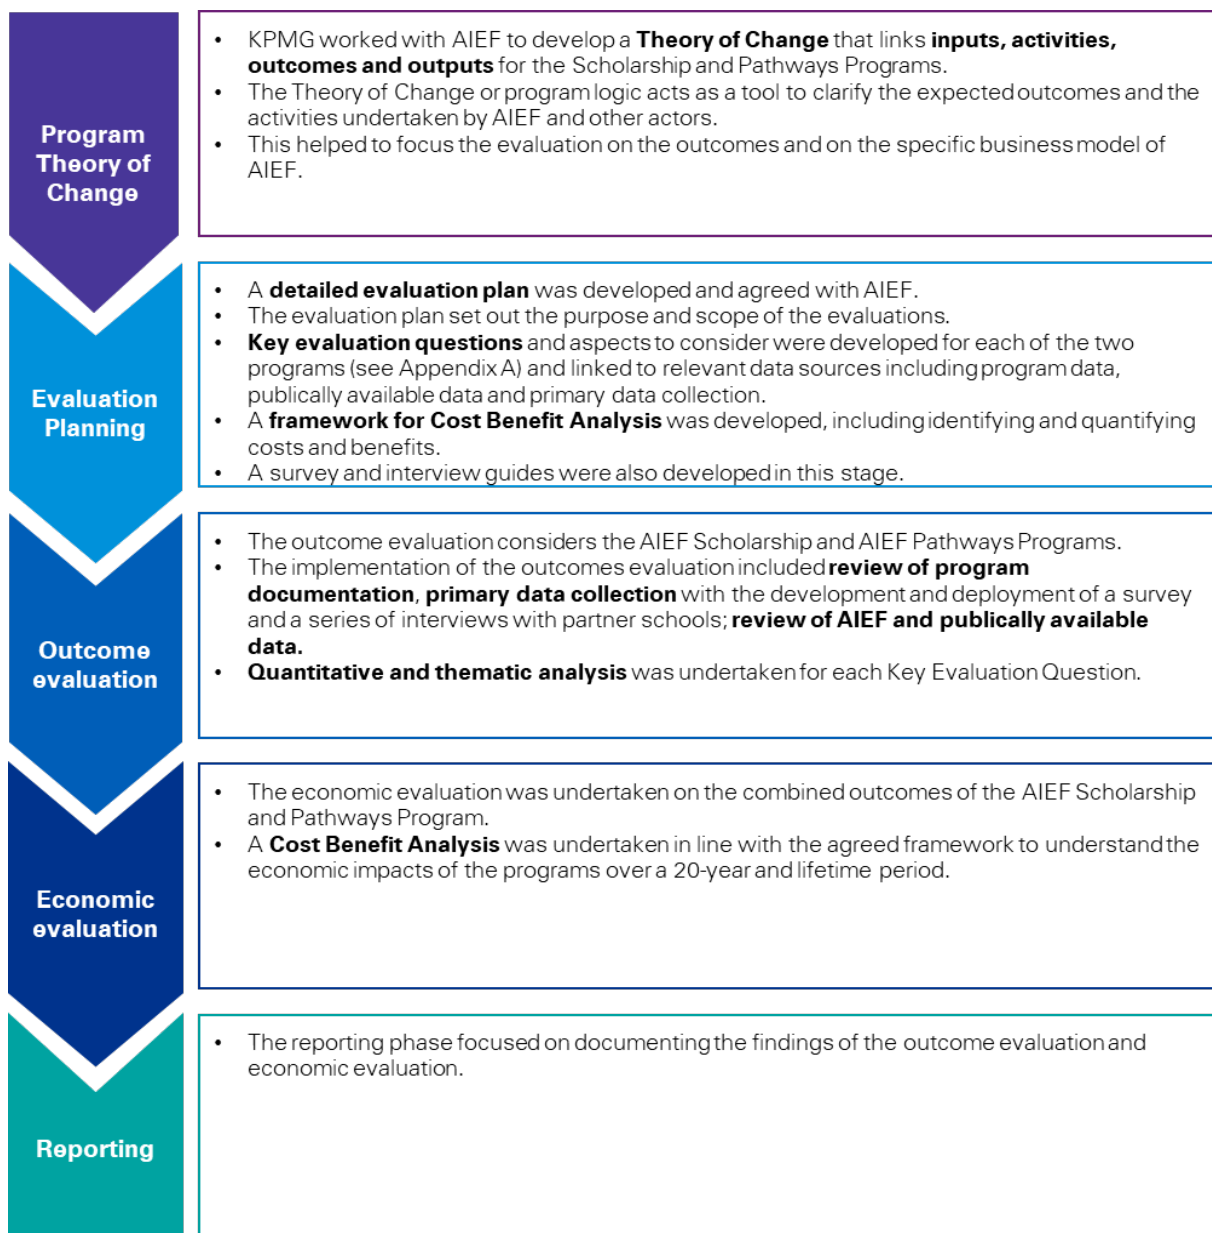 Program
Theory of
Change
• KPMG worked with AIEF to develop a Theory of Change that links inputs, activities,
outcomes and outputs for the Scholarship and Pathways Programs.
• The Theory of Change or program logic acts as a tool to clarify the expected outcomes and the
activities undertaken by AIEF and other actors.
• This helped to focus the evaluation on the outcomes and on the specific business model of
AIEF.
Evaluation
Planning
• A detailed evaluation plan was developed and agreed with AIEF.
• The evaluation plan set out the purpose and scope of the evaluations.
• Key evaluation questions and aspects to consider were developed for each of the two
programs (see Appendix A) and linked to relevant data sources including program data,
publically available data and primary data collection.
• A framework for Cost Benefit Analysis was developed, including identifying and quantifying
costs and benefits.
• A survey and interview guides were also developed in this stage.
Outcome
evaluation
• The outcome evaluation considers the AIEF Scholarship and AIEF Pathways Programs.
• The implementation of the outcomes evaluation included review of program
documentation, primary data collection with the development and deployment of a survey
and a series of interviews with partner schools; review of AIEF and publically available
data.
• Quantitative and thematic analysis was undertaken for each Key Evaluation Question.
Economic
evaluation
• The economic evaluation was undertaken on the combined outcomes of the AIEF Scholarship
and Pathways Program.
• A Cost Benefit Analysis was undertaken in line with the agreed framework to understand the
economic impacts of the programs over a 20-year and lifetime period.
Reporting
• The reporting phase focused on documenting the findings of the outcome evaluation and
economic evaluation.